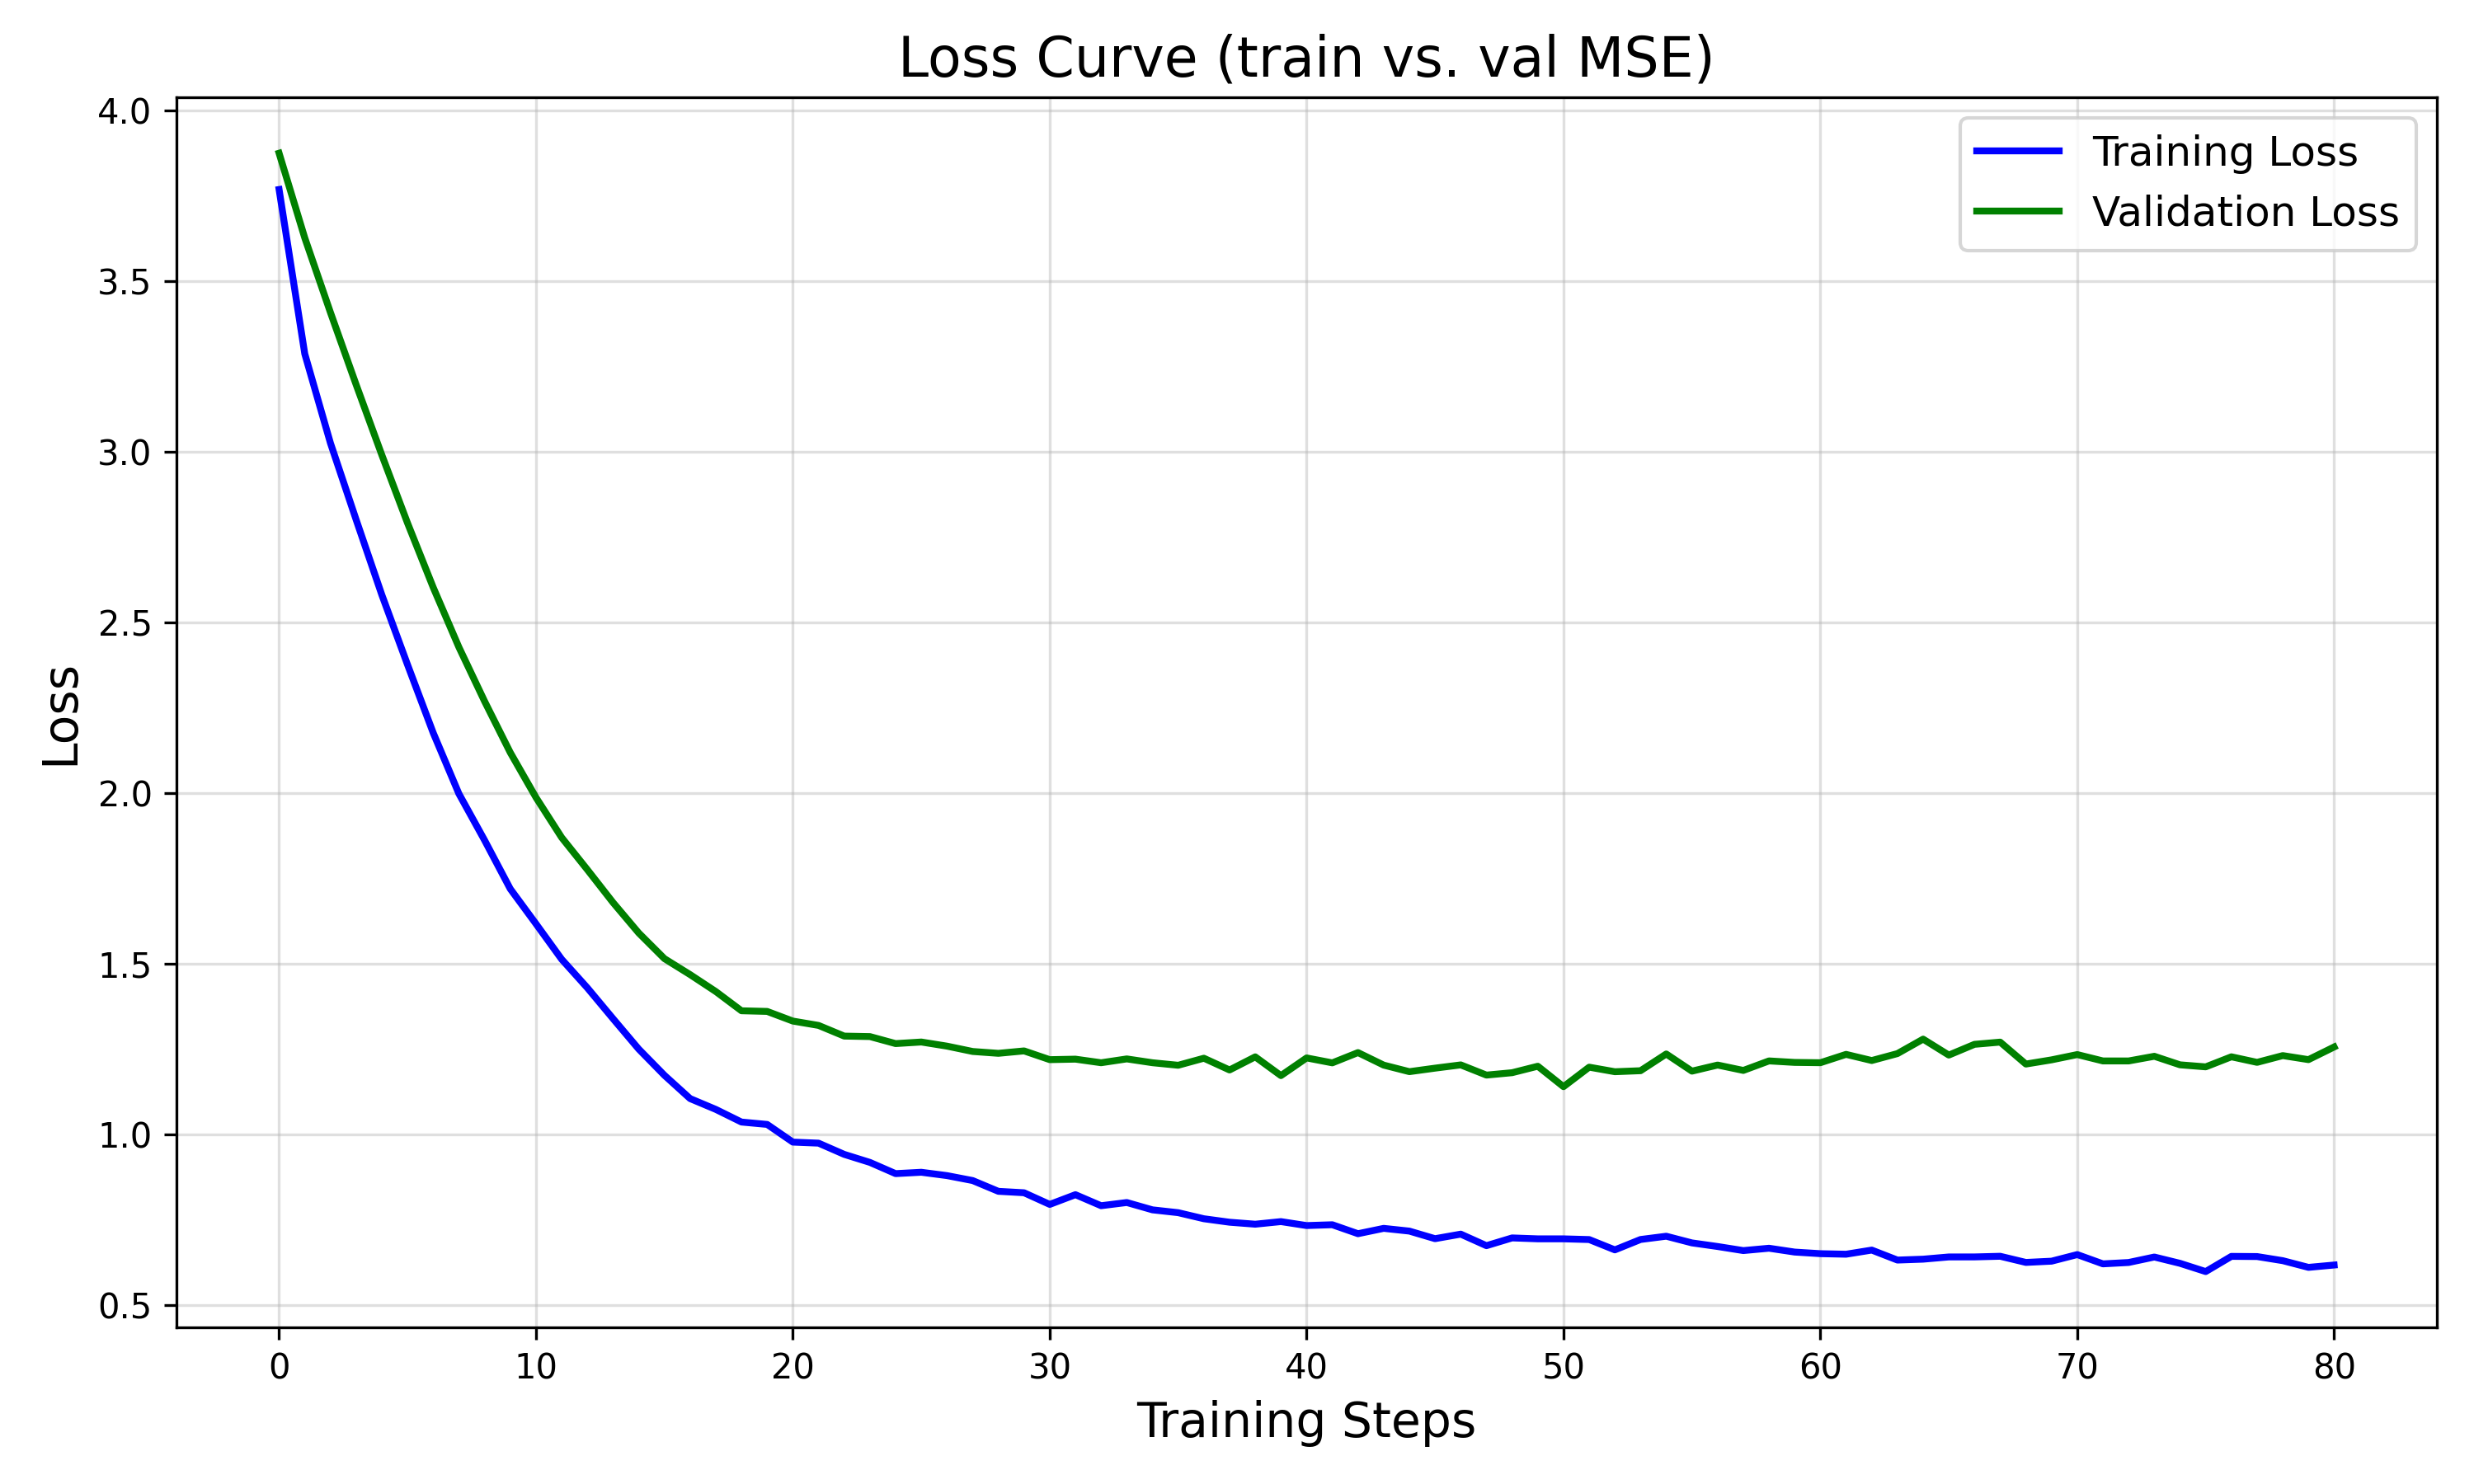 Loss Curve (train vs. val MSE)
Training Loss
Validation Loss
4.0
3.5
3.0
2.5
2.0
1.5
1.0
0.5
Loss
0 10 20 30 40 50 60 70 80
Training Steps